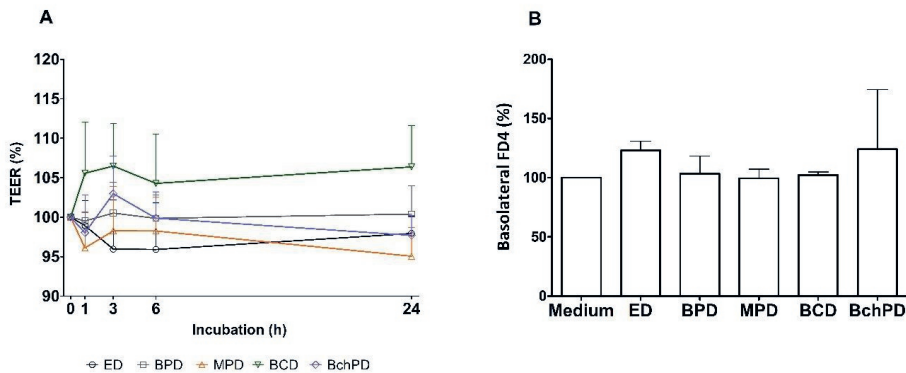 A
B
TEER (%)
120
115
110
105
100
95
90
0 1 3 6 24
Incubation (h)
ED BPD MPD BCD BchPD
Basolateral FD4 (%)
200
150
100
50
0
Medium ED BPD MPD BCD BchPD